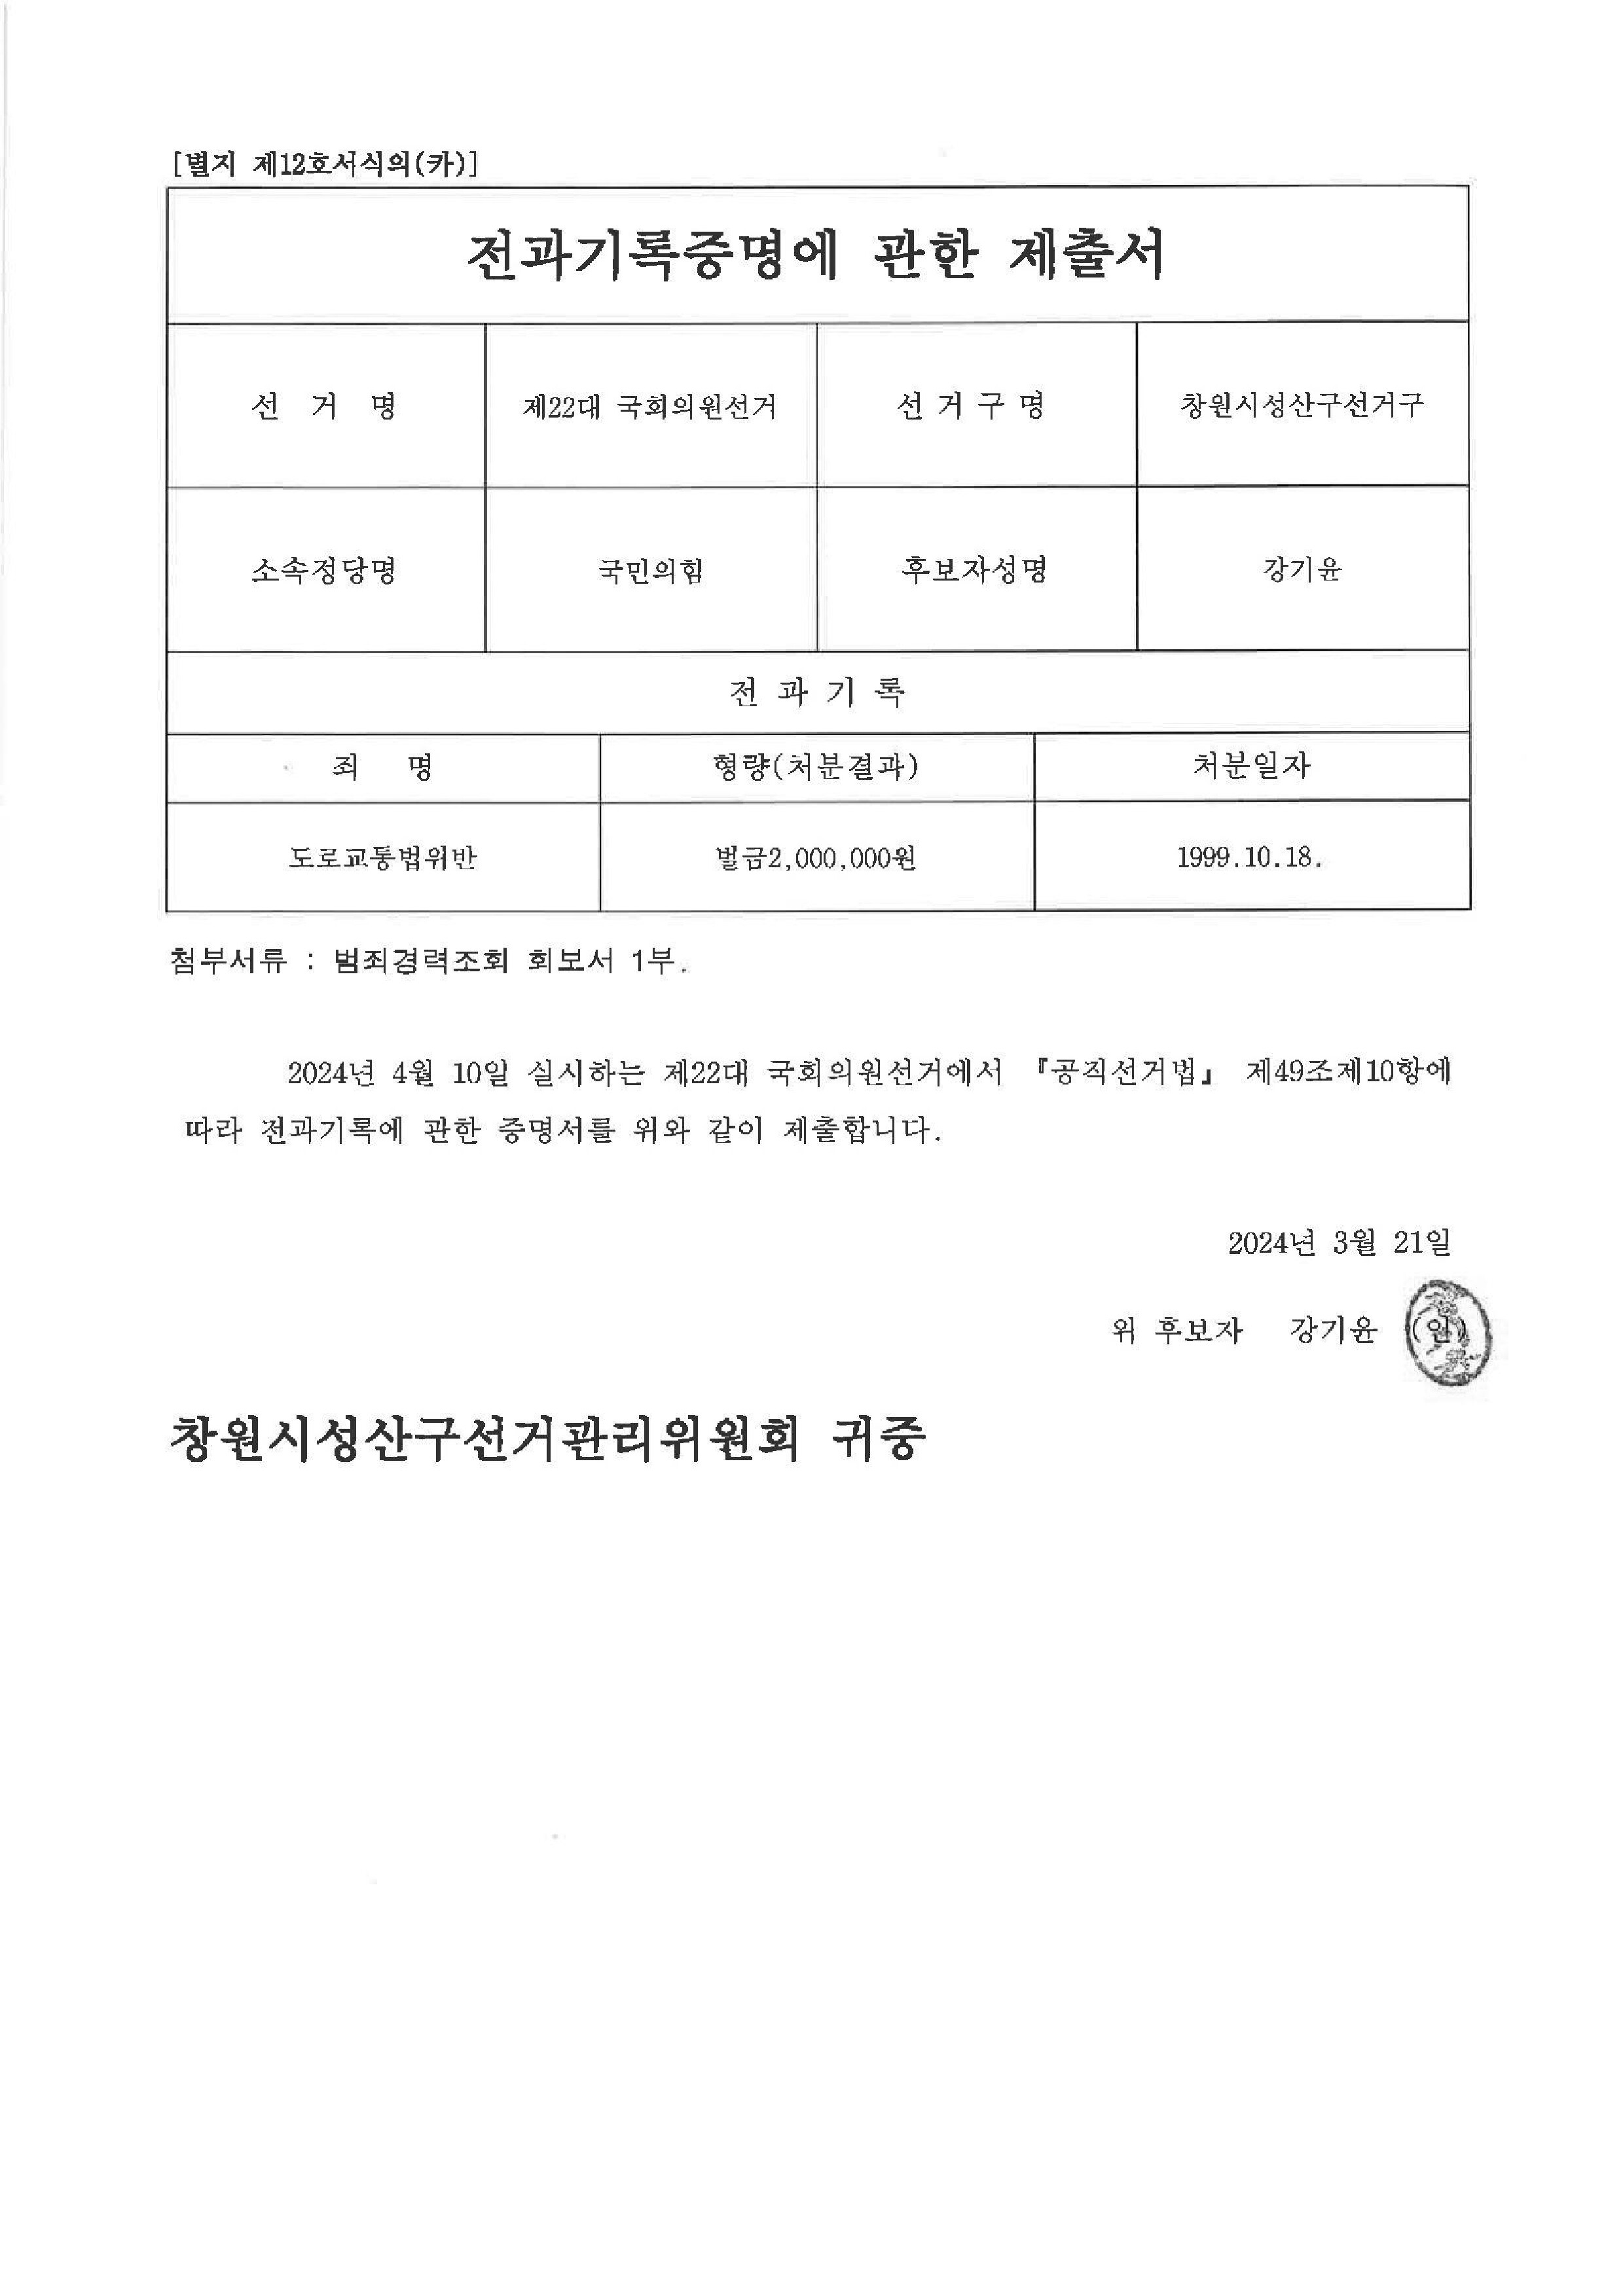 [별지 제12호서식의(카)]
전과기록증명에 관한 제출서
선 거 명 제22대 국회의원선거 선 거 구 명 창원시성산구선거구
소속정당명 국민의힘 후보자성명 강기윤
전 과 기 록
죄 명 형량(처분결과) 처분일자
도로교통법위반 벌금2,000,000원 1999.10.18.
첨부서류 : 범죄경력조회 회보서 1부.
2024년 4월 10일 실시하는 제22대 국회의원선거에서 『공직선거법』 제49조제10항에
따라 전과기록에 관한 증명서를 위와 같이 제출합니다.
2024년 3월 21일
위 후보자 강기윤 (인)
창원시성산구선거관리위원회 귀중